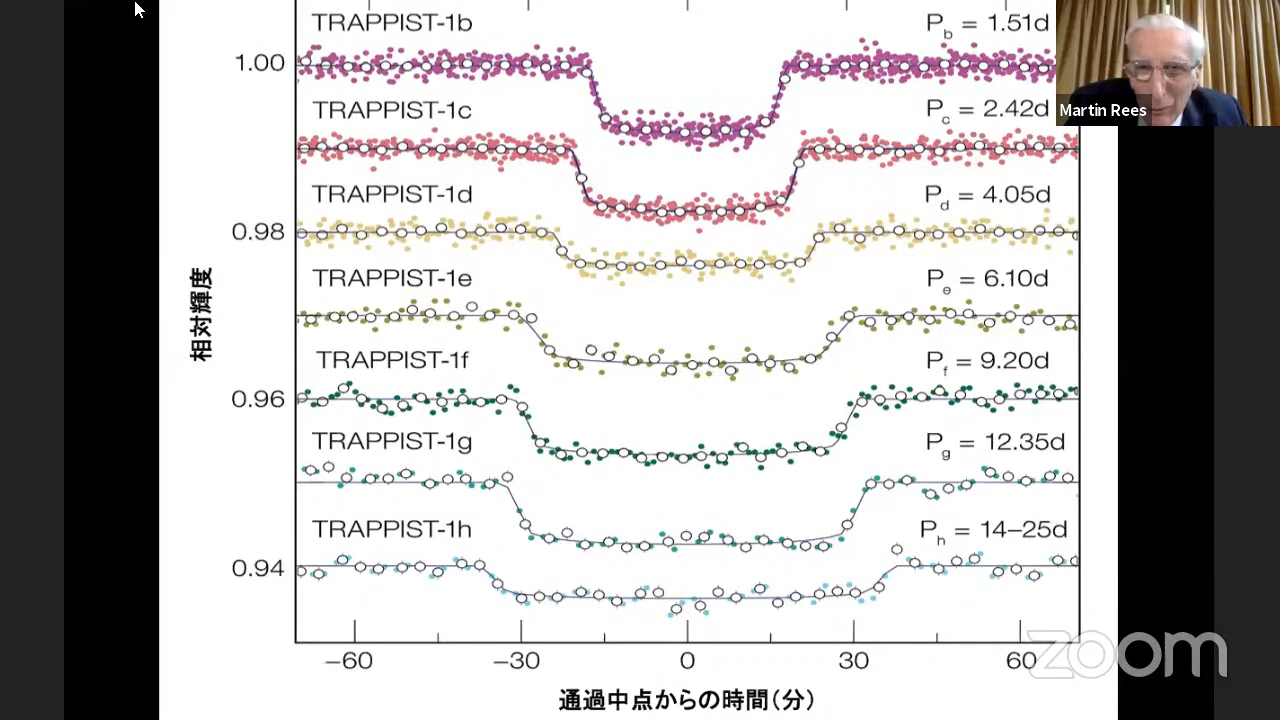 TRAPPIST-1b
P_b = 1.51d
1.00
Martin Rees
TRAPPIST-1c
P_c = 2.42d
TRAPPIST-1d
P_d = 4.05d
0.98
TRAPPIST-1e
P_e = 6.10d
相対輝度
TRAPPIST-1f
P_f = 9.20d
0.96
TRAPPIST-1g
P_g = 12.35d
TRAPPIST-1h
P_h = 14–25d
0.94
–60 –30 0 30 60
zoom
通過中点からの時間(分)